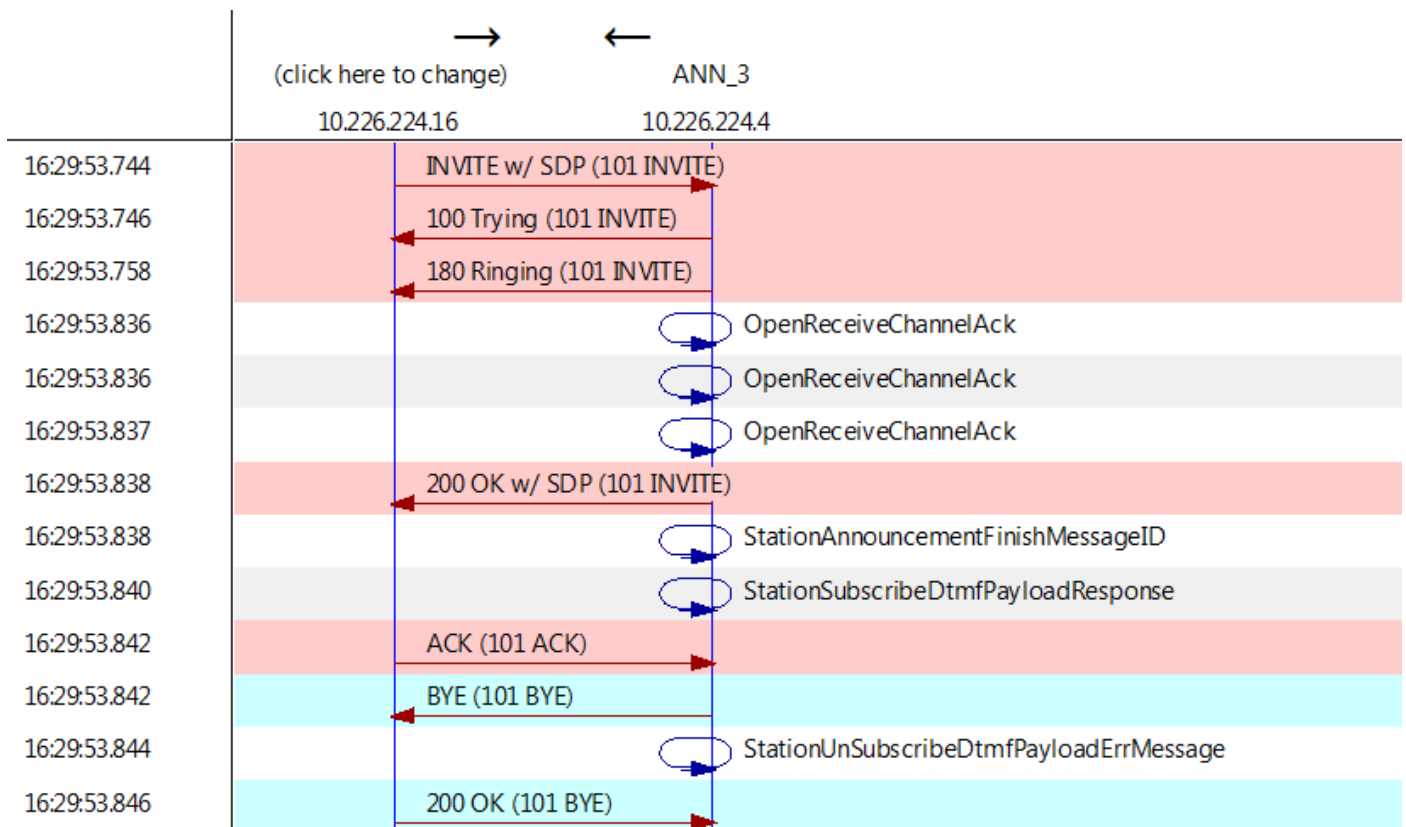 → ←
(click here to change) ANN_3
10.226.224.16 10.226.224.4
16:29:53.744 INVITE w/ SDP (101 INVITE)
16:29:53.746 100 Trying (101 INVITE)
16:29:53.758 180 Ringing (101 INVITE)
16:29:53.836 OpenReceiveChannelAck
16:29:53.836 OpenReceiveChannelAck
16:29:53.837 OpenReceiveChannelAck
16:29:53.838 200 OK w/ SDP (101 INVITE)
16:29:53.838 StationAnnouncementFinishMessageID
16:29:53.840 StationSubscribeDtmfPayloadResponse
16:29:53.842 ACK (101 ACK)
16:29:53.842 BYE (101 BYE)
16:29:53.844 StationUnSubscribeDtmfPayloadErrMessage
16:29:53.846 200 OK (101 BYE)